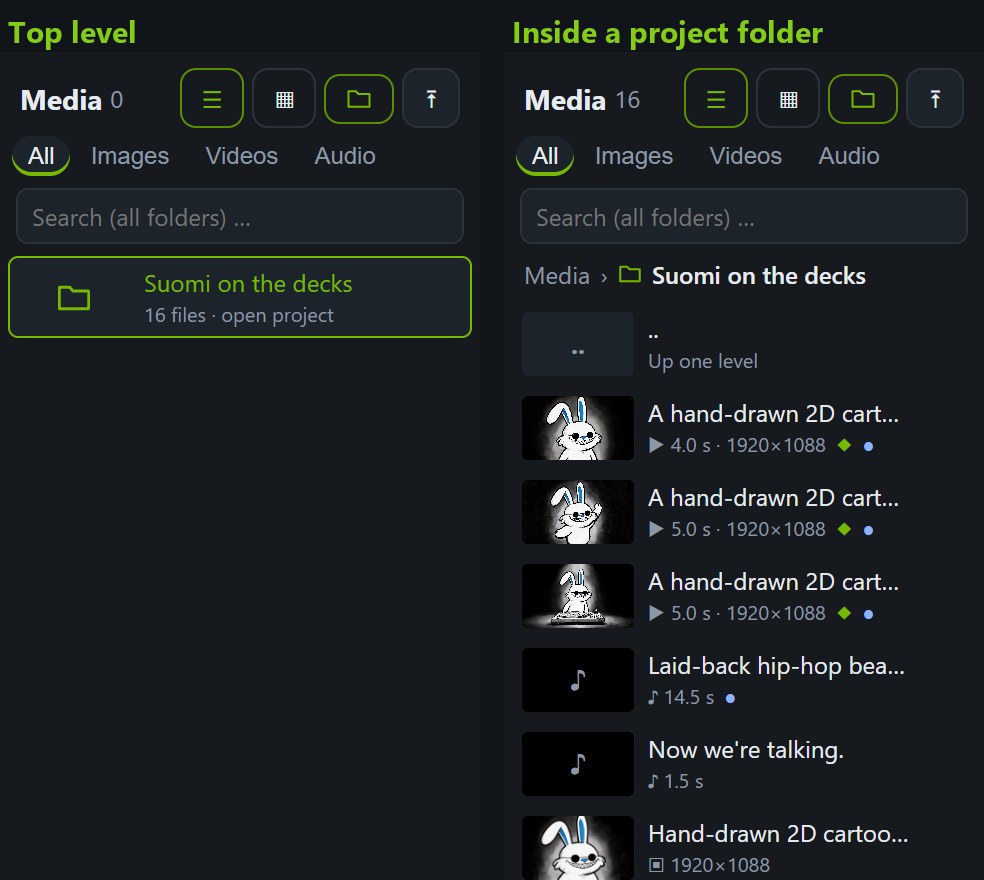 Top level
Media 0
All Images Videos Audio
Search (all folders) ...
Suomi on the decks
16 files · open project
Inside a project folder
Media 16
All Images Videos Audio
Search (all folders) ...
Media › Suomi on the decks
..
..
Up one level
A hand-drawn 2D cart...
4.0 s · 1920×1088
A hand-drawn 2D cart...
5.0 s · 1920×1088
A hand-drawn 2D cart...
5.0 s · 1920×1088
Laid-back hip-hop bea...
14.5 s
Now we're talking.
1.5 s
Hand-drawn 2D cartoo...
1920×1088